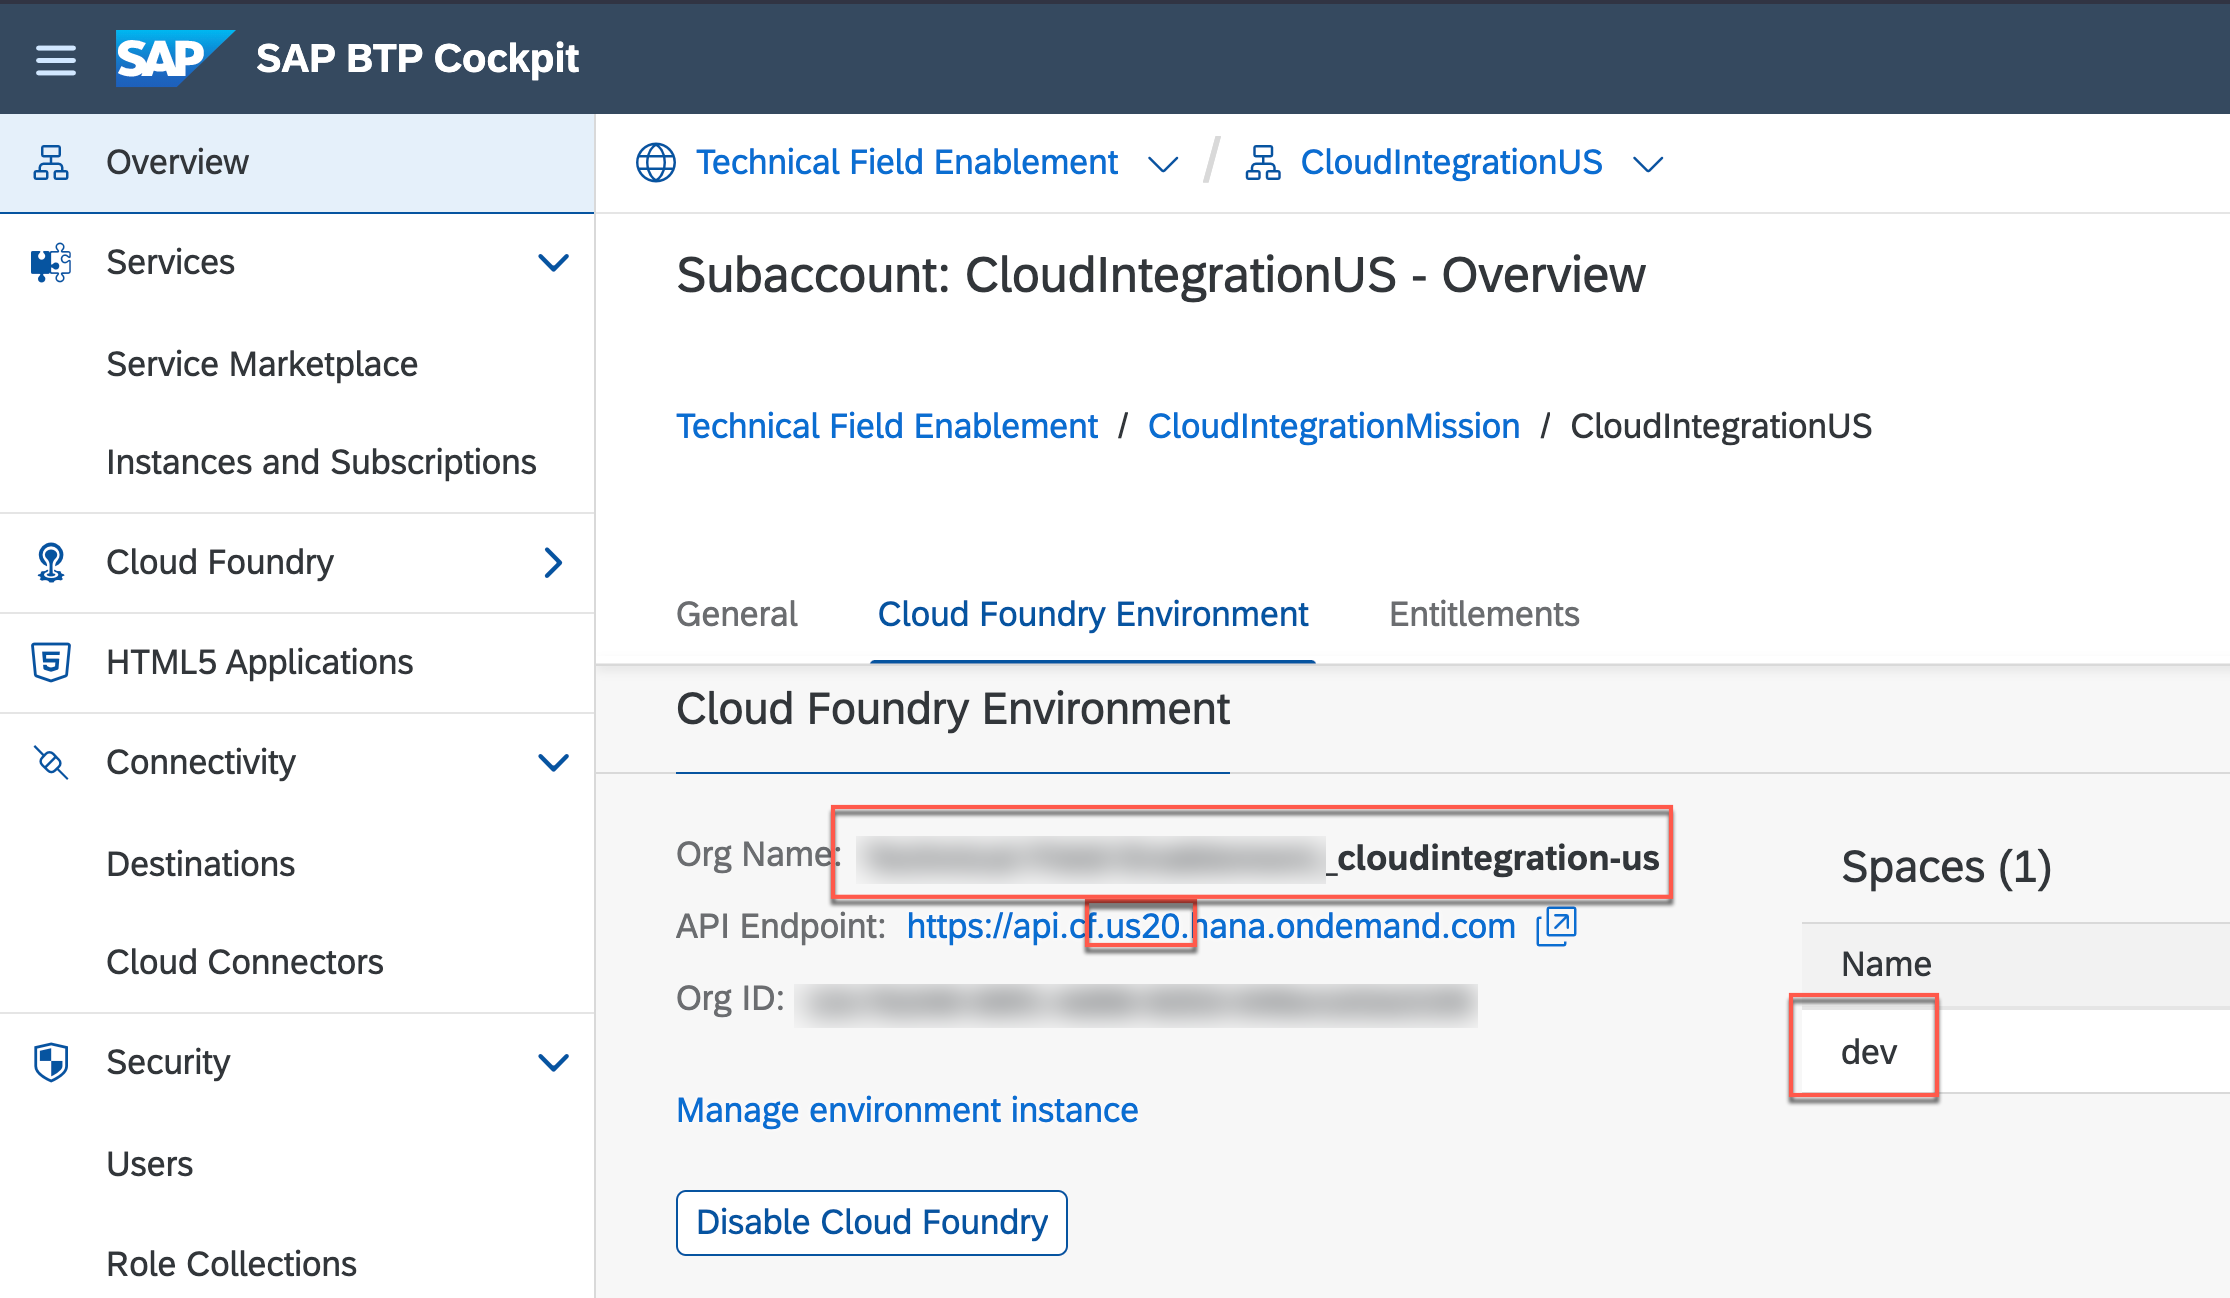 SAP SAP BTP Cockpit
Overview
Services
Service Marketplace
Instances and Subscriptions
Cloud Foundry
HTML5 Applications
Connectivity
Destinations
Cloud Connectors
Security
Users
Role Collections
Technical Field Enablement / CloudIntegrationUS
Subaccount: CloudIntegrationUS - Overview
Technical Field Enablement / CloudIntegrationMission / CloudIntegrationUS
General Cloud Foundry Environment Entitlements
Cloud Foundry Environment
Org Name: _cloudintegration-us
API Endpoint: https://api.cf.us20.hana.ondemand.com
Org ID:
Manage environment instance
Disable Cloud Foundry
Spaces (1)
Name
dev